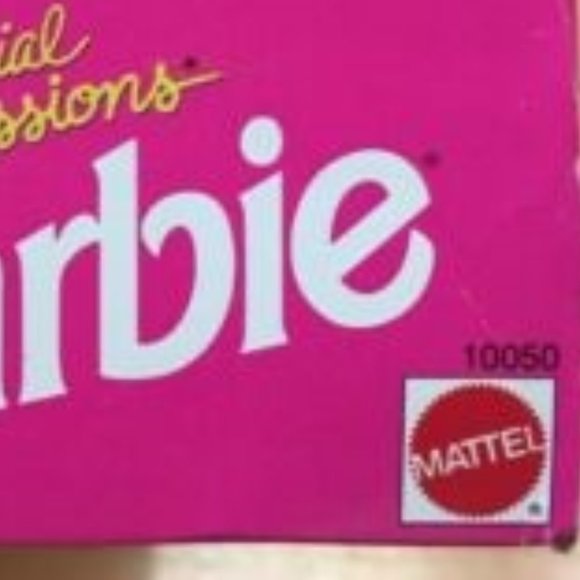 ial
ssions
rbie
10050
MATTEL
®